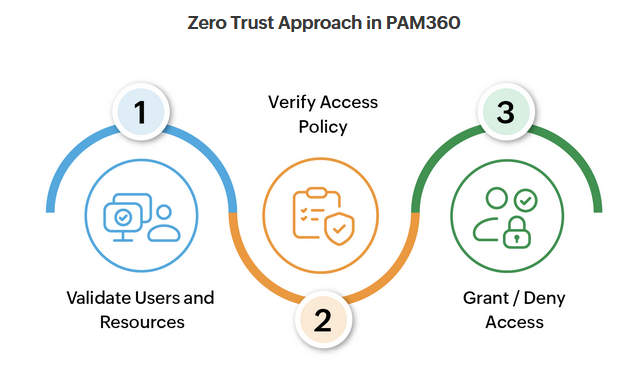 Zero Trust Approach in PAM360
1
Validate Users and
Resources
Verify Access
Policy
2
3
Grant / Deny
Access